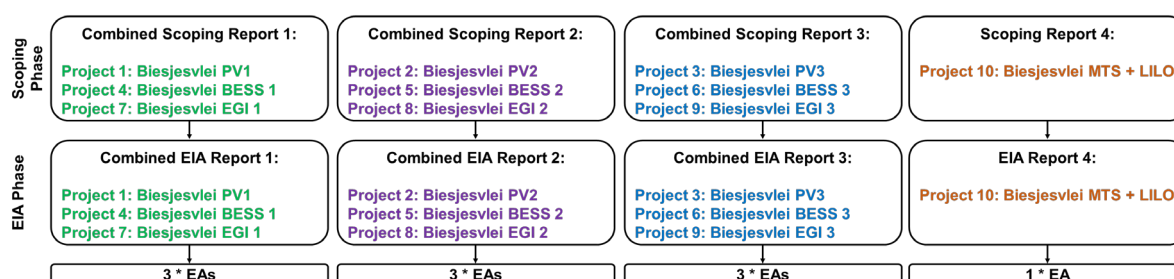 Scoping
Phase
Combined Scoping Report 1:
Project 1: Biesjesvlei PV1
Project 4: Biesjesvlei BESS 1
Project 7: Biesjesvlei EGI 1
Combined Scoping Report 2:
Project 2: Biesjesvlei PV2
Project 5: Biesjesvlei BESS 2
Project 8: Biesjesvlei EGI 2
Combined Scoping Report 3:
Project 3: Biesjesvlei PV3
Project 6: Biesjesvlei BESS 3
Project 9: Biesjesvlei EGI 3
Scoping Report 4:
Project 10: Biesjesvlei MTS + LILO
EIA Phase
Combined EIA Report 1:
Project 1: Biesjesvlei PV1
Project 4: Biesjesvlei BESS 1
Project 7: Biesjesvlei EGI 1
Combined EIA Report 2:
Project 2: Biesjesvlei PV2
Project 5: Biesjesvlei BESS 2
Project 8: Biesjesvlei EGI 2
Combined EIA Report 3:
Project 3: Biesjesvlei PV3
Project 6: Biesjesvlei BESS 3
Project 9: Biesjesvlei EGI 3
EIA Report 4:
Project 10: Biesjesvlei MTS + LILO
3 * EAs
3 * EAs
3 * EAs
1 * EA